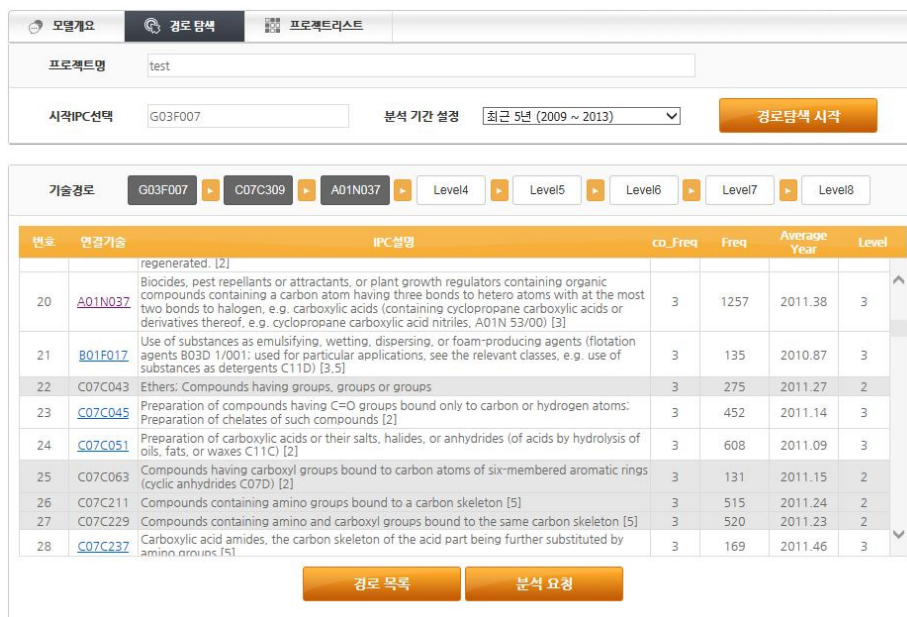 모델개요 경로 탐색 프로젝트리스트
프로젝트명 test
시작IPC선택 G03F007 분석 기간 설정 최근 5년 (2009 ~ 2013) 경로탐색 시작
기술경로 G03F007 C07C309 A01N037 Level4 Level5 Level6 Level7 Level8
번호 연결기술 IPC설명 co_Freq Freq Average Year Level
regenerated. [2]
20 A01N037 Biocides, pest repellants or attractants, or plant growth regulators containing organic
compounds containing a carbon atom having three bonds to hetero atoms with at the most
two bonds to halogen, e.g. carboxylic acids (containing cyclopropane carboxylic acids or
derivatives thereof, e.g. cyclopropane carboxylic acid nitriles, A01N 53/00) [3] 3 1257 2011.38 3
21 B01F017 Use of substances as emulsifying, wetting, dispersing, or foam-producing agents (flotation
agents B03D 1/001; used for particular applications, see the relevant classes, e.g. use of
substances as detergents C11D) [3,5] 3 135 2010.87 3
22 C07C043 Ethers; Compounds having groups, groups or groups 3 275 2011.27 2
23 C07C045 Preparation of compounds having C=O groups bound only to carbon or hydrogen atoms;
Preparation of chelates of such compounds [2] 3 452 2011.14 3
24 C07C051 Preparation of carboxylic acids or their salts, halides, or anhydrides (of acids by hydrolysis of
oils, fats, or waxes C11C) [2] 3 608 2011.09 3
25 C07C063 Compounds having carboxyl groups bound to carbon atoms of six-membered aromatic rings
(cyclic anhydrides C07D) [2] 3 131 2011.15 2
26 C07C211 Compounds containing amino groups bound to a carbon skeleton [5] 3 515 2011.24 2
27 C07C229 Compounds containing amino and carboxyl groups bound to the same carbon skeleton [5] 3 520 2011.23 2
28 C07C237 Carboxylic acid amides, the carbon skeleton of the acid part being further substituted by
amino groups [5] 3 169 2011.46 3
경로 목록 분석 요청